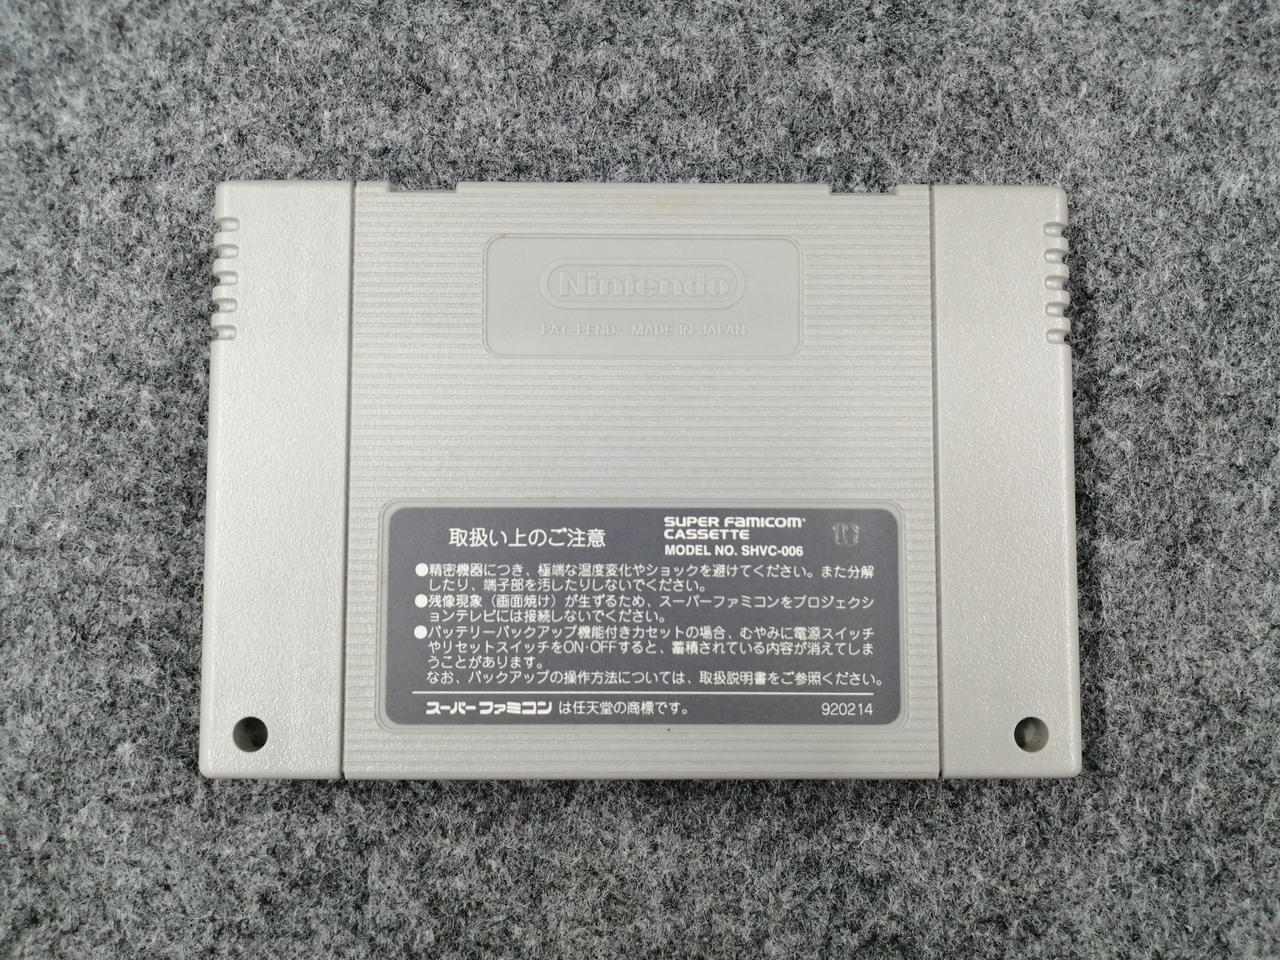 Nintendo
PAT. PEND. MADE IN JAPAN
取扱い上のご注意
SUPER FAMICOM
CASSETTE
MODEL NO. SHVC-006
●精密機器につき、極端な温度変化やショックを避けてください。また分解
したり、端子部を汚したりしないでください。
●残像現象（画面焼け）が生ずるため、スーパーファミコンをプロジェクシ
ョンテレビには接続しないでください。
●バッテリーバックアップ機能付きカセットの場合、むやみに電源スイッチ
やリセットスイッチをON·OFFすると、蓄積されている内容が消えてしま
うことがあります。
なお、バックアップの操作方法については、取扱説明書をご参照ください。
スーパーファミコン は任天堂の商標です。
920214